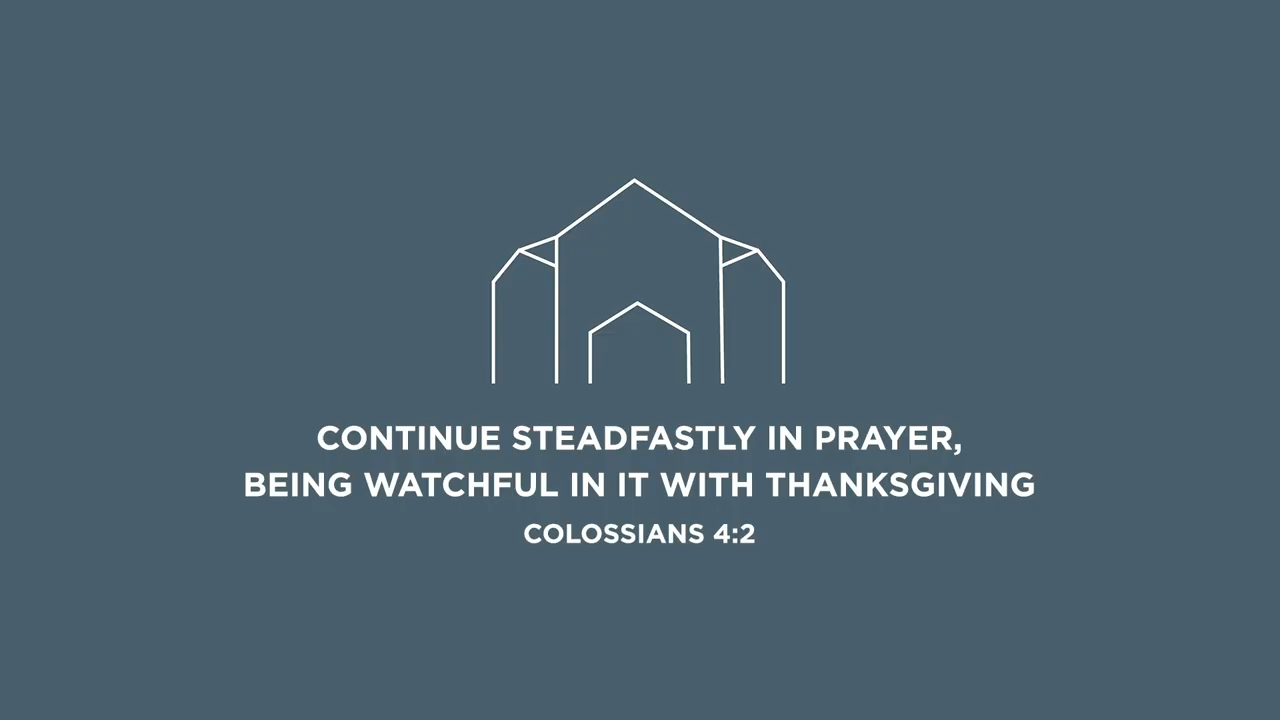 CONTINUE STEADFASTLY IN PRAYER,
BEING WATCHFUL IN IT WITH THANKSGIVING
COLOSSIANS 4:2